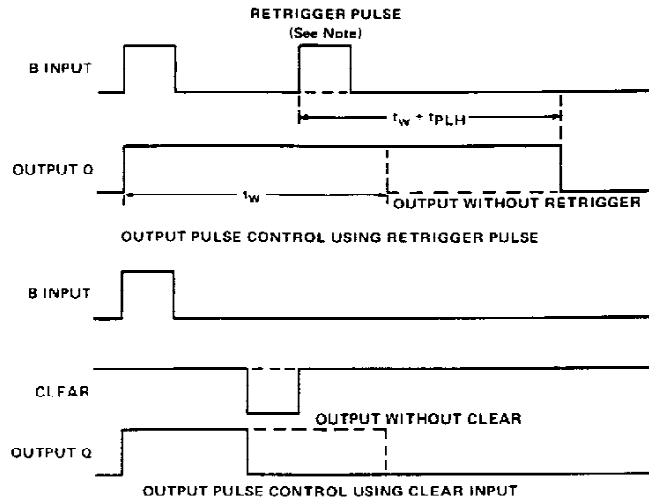 RETRIGGER PULSE
(See Note)
B INPUT
tW + tPLH
OUTPUT Q
tW
OUTPUT WITHOUT RETRIGGER
OUTPUT PULSE CONTROL USING RETRIGGER PULSE
B INPUT
CLEAR
OUTPUT WITHOUT CLEAR
OUTPUT Q
OUTPUT PULSE CONTROL USING CLEAR INPUT